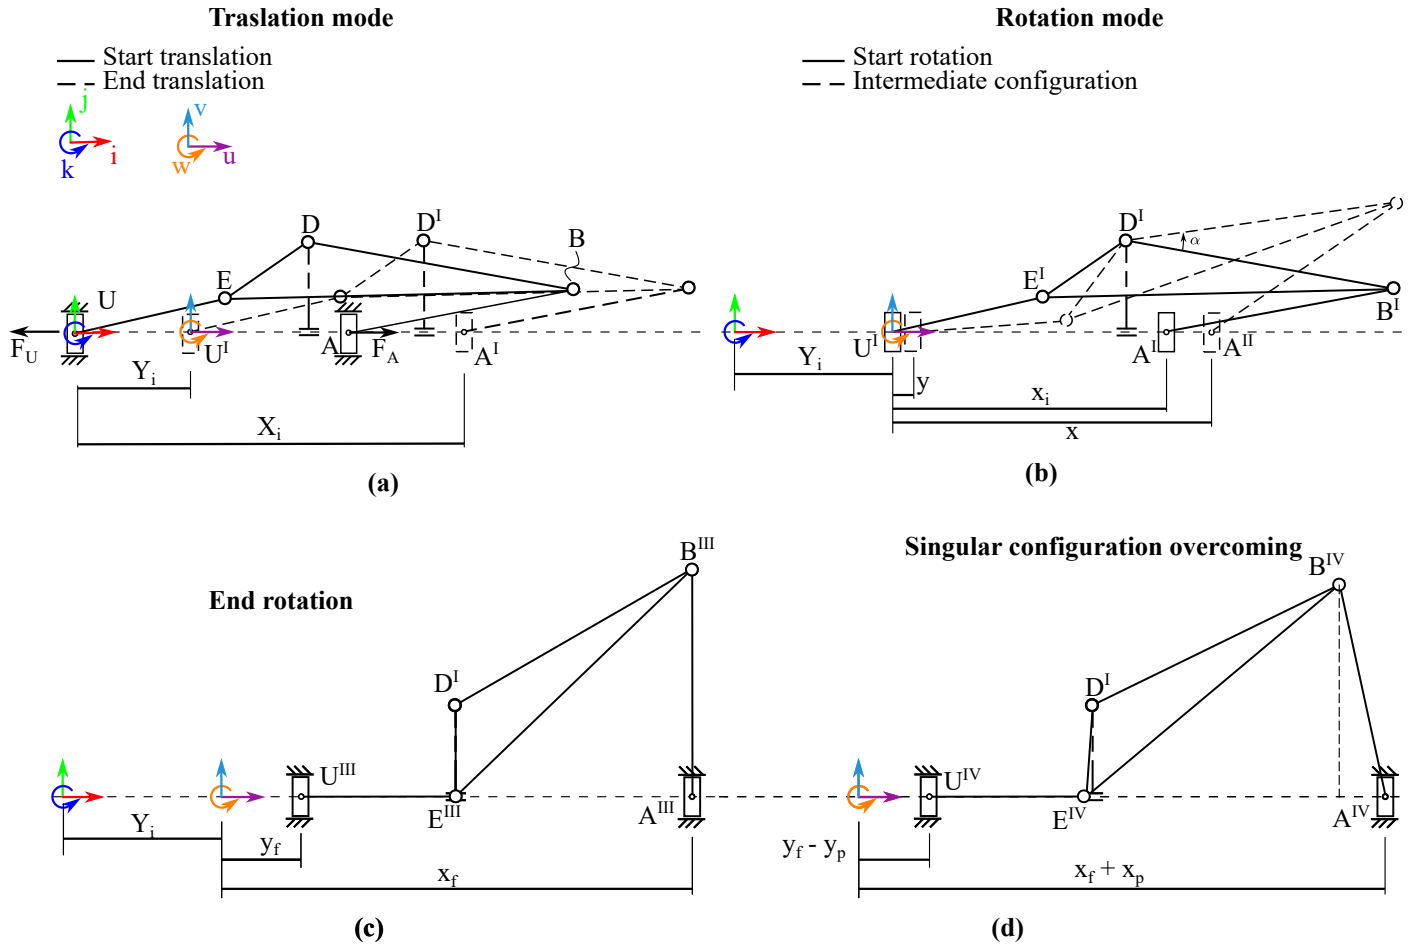 Traslation mode
Start translation
End translation
j
i
k
v
u
w
D
D^I
B
E
U
F_U
U^I
A
F_A
A^I
Y_i
X_i
(a)
Rotation mode
Start rotation
Intermediate configuration
D^I
α
E^I
B^I
U^I
A^I
A^II
Y_i
y
x_i
x
(b)
End rotation
B^III
D^I
U^III
E^III
A^III
Y_i
y_f
x_f
(c)
Singular configuration overcoming
B^IV
D^I
U^IV
E^IV
A^IV
y_f - y_p
x_f + x_p
(d)